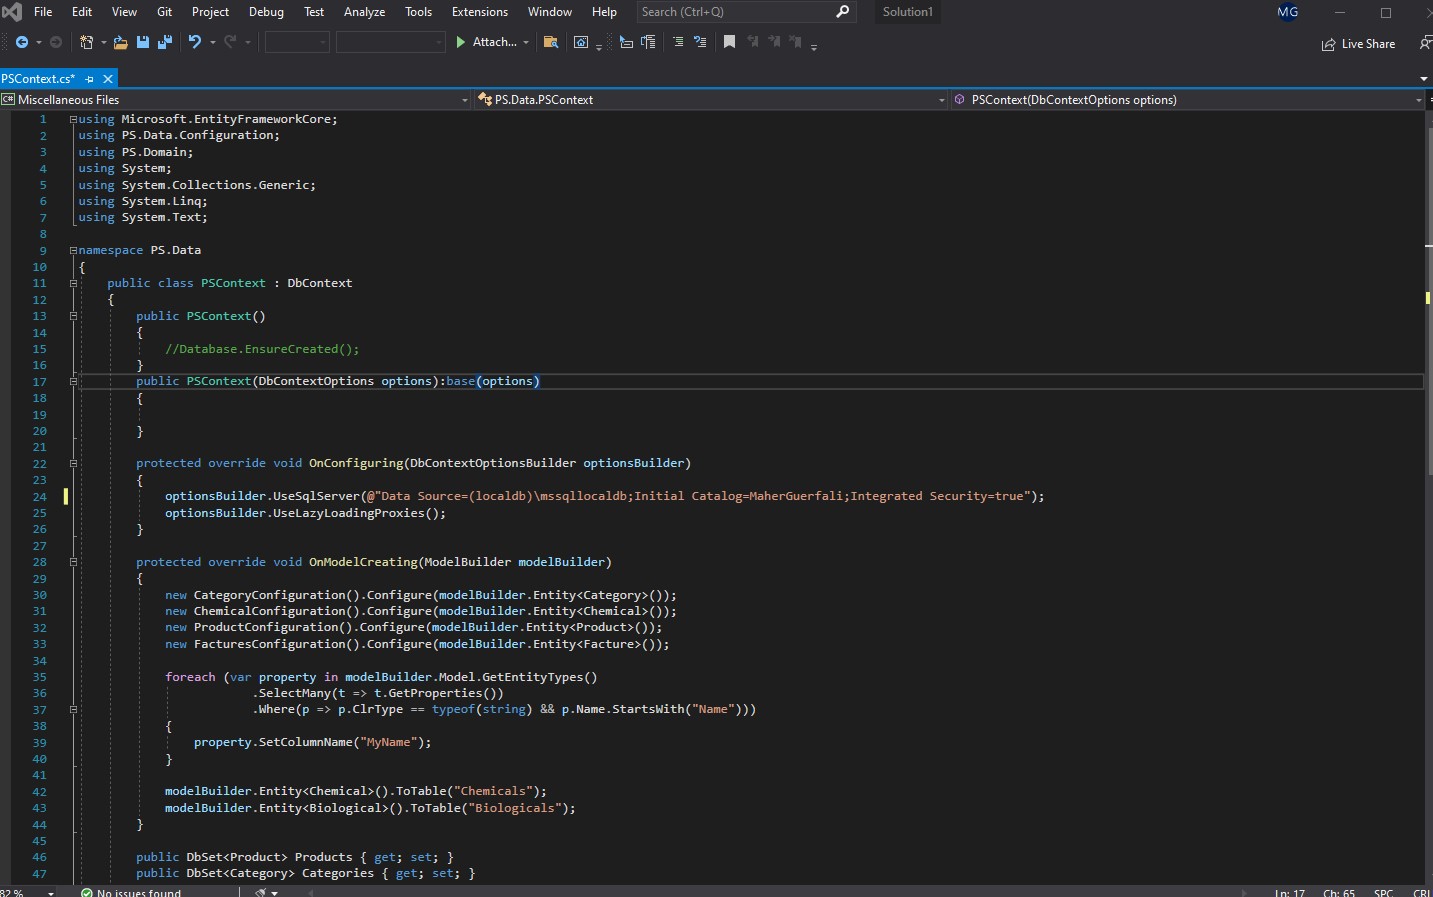 File Edit View Git Project Debug Test Analyze Tools Extensions Window Help Search (Ctrl+Q) Solution1 MG
Attach... Live Share
PSContext.cs*
C# Miscellaneous Files PS.Data.PSContext PSContext(DbContextOptions options)
1 using Microsoft.EntityFrameworkCore;
2 using PS.Data.Configuration;
3 using PS.Domain;
4 using System;
5 using System.Collections.Generic;
6 using System.Linq;
7 using System.Text;
8
9 namespace PS.Data
10 {
11 public class PSContext : DbContext
12 {
13 public PSContext()
14 {
15 //Database.EnsureCreated();
16 }
17 public PSContext(DbContextOptions options):base(options)
18 {
19
20 }
21
22 protected override void OnConfiguring(DbContextOptionsBuilder optionsBuilder)
23 {
24 optionsBuilder.UseSqlServer(@"Data Source=(localdb)\mssqllocaldb;Initial Catalog=MaherGuerfali;Integrated Security=true");
25 optionsBuilder.UseLazyLoadingProxies();
26 }
27
28 protected override void OnModelCreating(ModelBuilder modelBuilder)
29 {
30 new CategoryConfiguration().Configure(modelBuilder.Entity<Category>());
31 new ChemicalConfiguration().Configure(modelBuilder.Entity<Chemical>());
32 new ProductConfiguration().Configure(modelBuilder.Entity<Product>());
33 new FacturesConfiguration().Configure(modelBuilder.Entity<Facture>());
34
35 foreach (var property in modelBuilder.Model.GetEntityTypes()
36 .SelectMany(t => t.GetProperties())
37 .Where(p => p.ClrType == typeof(string) && p.Name.StartsWith("Name")))
38 {
39 property.SetColumnName("MyName");
40 }
41
42 modelBuilder.Entity<Chemical>().ToTable("Chemicals");
43 modelBuilder.Entity<Biological>().ToTable("Biologicals");
44 }
45
46 public DbSet<Product> Products { get; set; }
47 public DbSet<Category> Categories { get; set; }
82 % No issues found Ln: 17 Ch: 65 SPC CRL